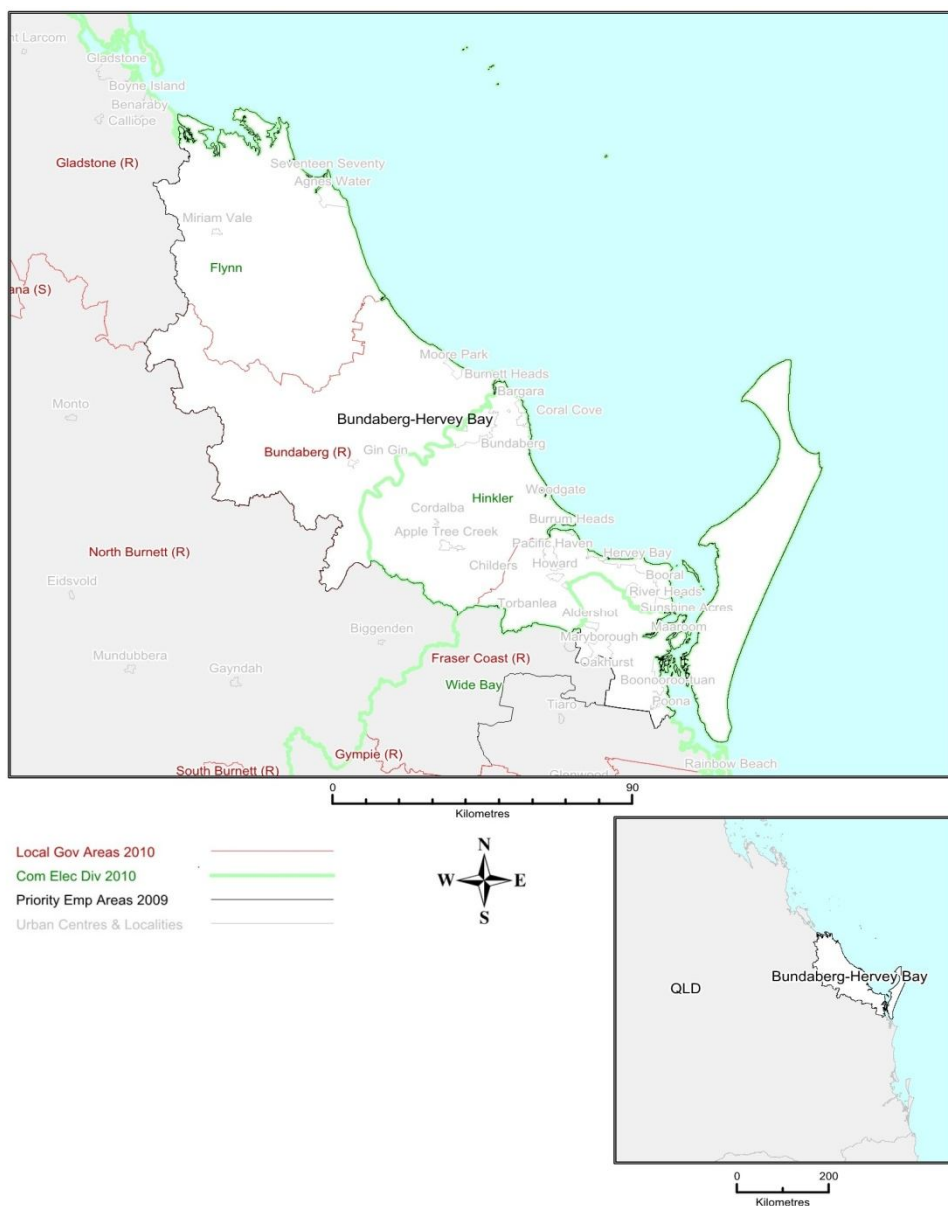 nt Larcom
Gladstone
Boyne Island
Benaraby
Calliope
Gladstone (R)
Seventeen Seventy
Agnes Water
Miriam Vale
Flynn
ana (S)
Moore Park
Burnett Heads
Bargara
Monto
Coral Cove
Bundaberg-Hervey Bay
Bundaberg
Gin Gin
Bundaberg (R)
Hinkler
Woodgate
Cordalba
Burrum Heads
Apple Tree Creek
Pacific Haven
Hervey Bay
North Burnett (R)
Childers
Howard
Booral
Eidsvold
River Heads
Torbanlea
Sunshine Acres
Aldershot
Maaroom
Biggenden
Maryborough
Mundubbera
Fraser Coast (R)
Oakhurst
Gayndah
Wide Bay
Boonooroo
Tuan
Tiaro
Poona
Gympie (R)
Rainbow Beach
South Burnett (R)
Glenwood
0 90
Kilometres
Local Gov Areas 2010
Com Elec Div 2010
Priority Emp Areas 2009
Urban Centres & Localities
N
W E
S
Bundaberg-Hervey Bay
QLD
0 200
Kilometres